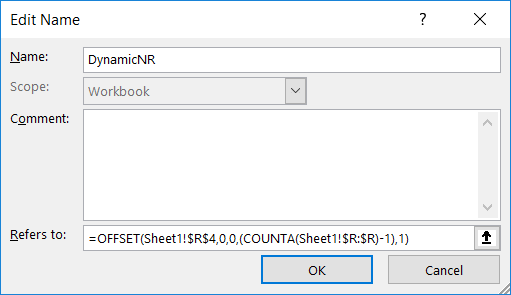 Edit Name
Name: DynamicNR
Scope: Workbook
Comment:
Refers to: =OFFSET(Sheet1!$R$4,0,0,(COUNTA(Sheet1!$R:$R)-1),1)
OK Cancel